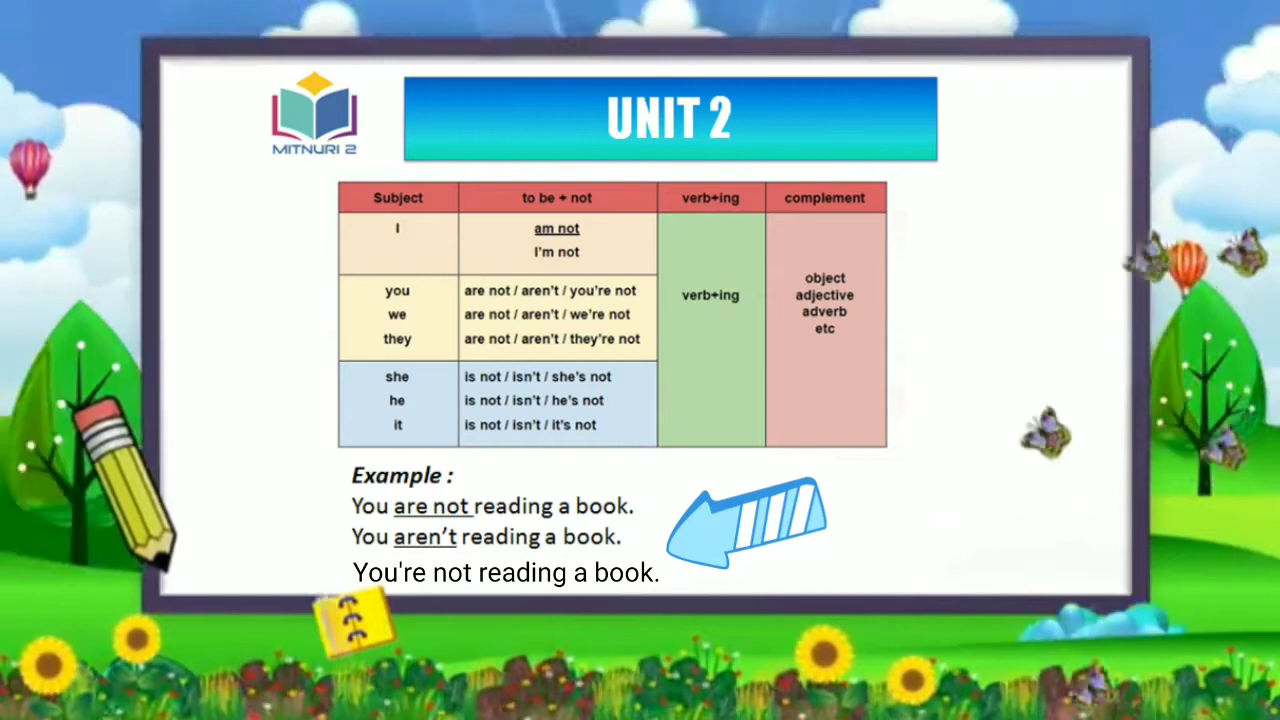 MITNURI 2
UNIT 2
Subject to be + not verb+ing complement
I am not
I'm not
you are not / aren't / you're not
we are not / aren't / we're not
they are not / aren't / they're not
she is not / isn't / she's not
he is not / isn't / he's not
it is not / isn't / it's not
verb+ing
object
adjective
adverb
etc
Example :
You are not reading a book.
You aren't reading a book.
You're not reading a book.